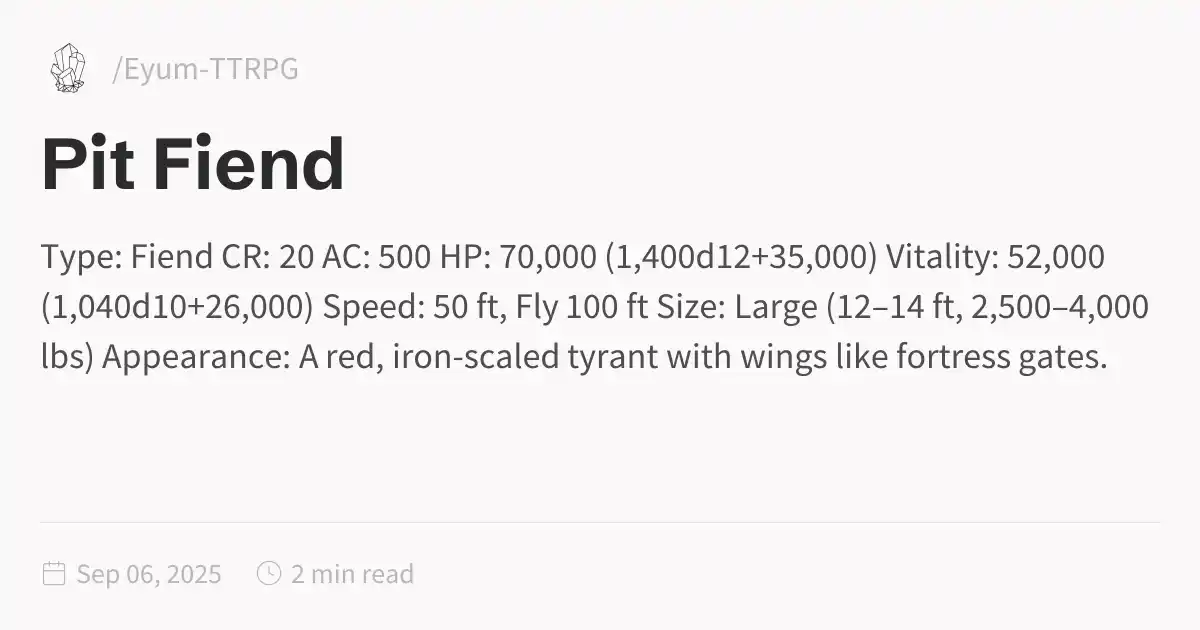 /Eyum-TTRPG
Pit Fiend
Type: Fiend CR: 20 AC: 500 HP: 70,000 (1,400d12+35,000) Vitality: 52,000
(1,040d10+26,000) Speed: 50 ft, Fly 100 ft Size: Large (12–14 ft, 2,500–4,000
lbs) Appearance: A red, iron-scaled tyrant with wings like fortress gates.
Sep 06, 2025 2 min read